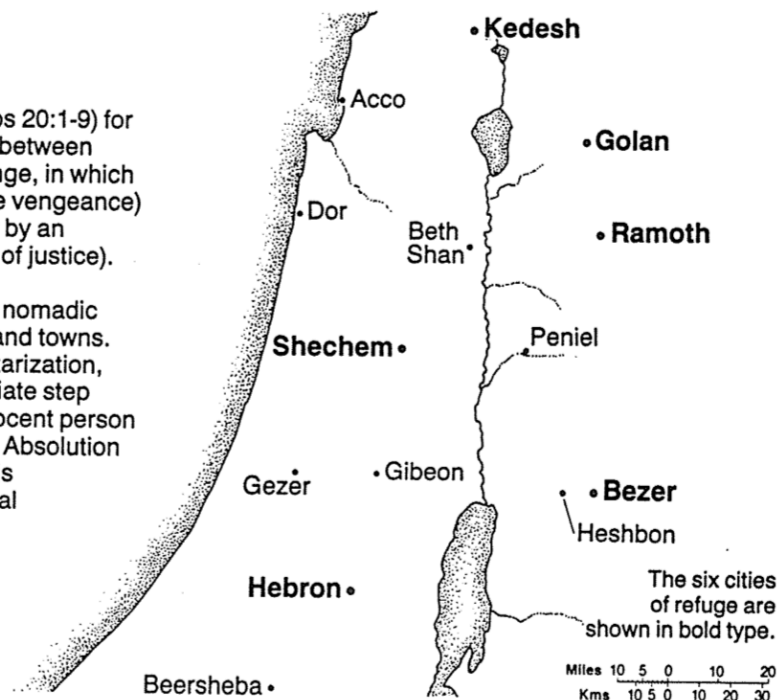 Kedesh
Acco
os 20:1-9) for
between
nge, in which
e vengeance)
by an
of justice).
Golan
Dor
Beth
Shan
Ramoth
nomadic
and towns.
tarization,
iate step
ocent person
Absolution
s
al
Shechem
Peniel
Gezer
Gibeon
Bezer
Heshbon
Hebron
The six cities
of refuge are
shown in bold type.
Beersheba
Miles 10 5 0 10 20
Kms 10 5 0 10 20 30